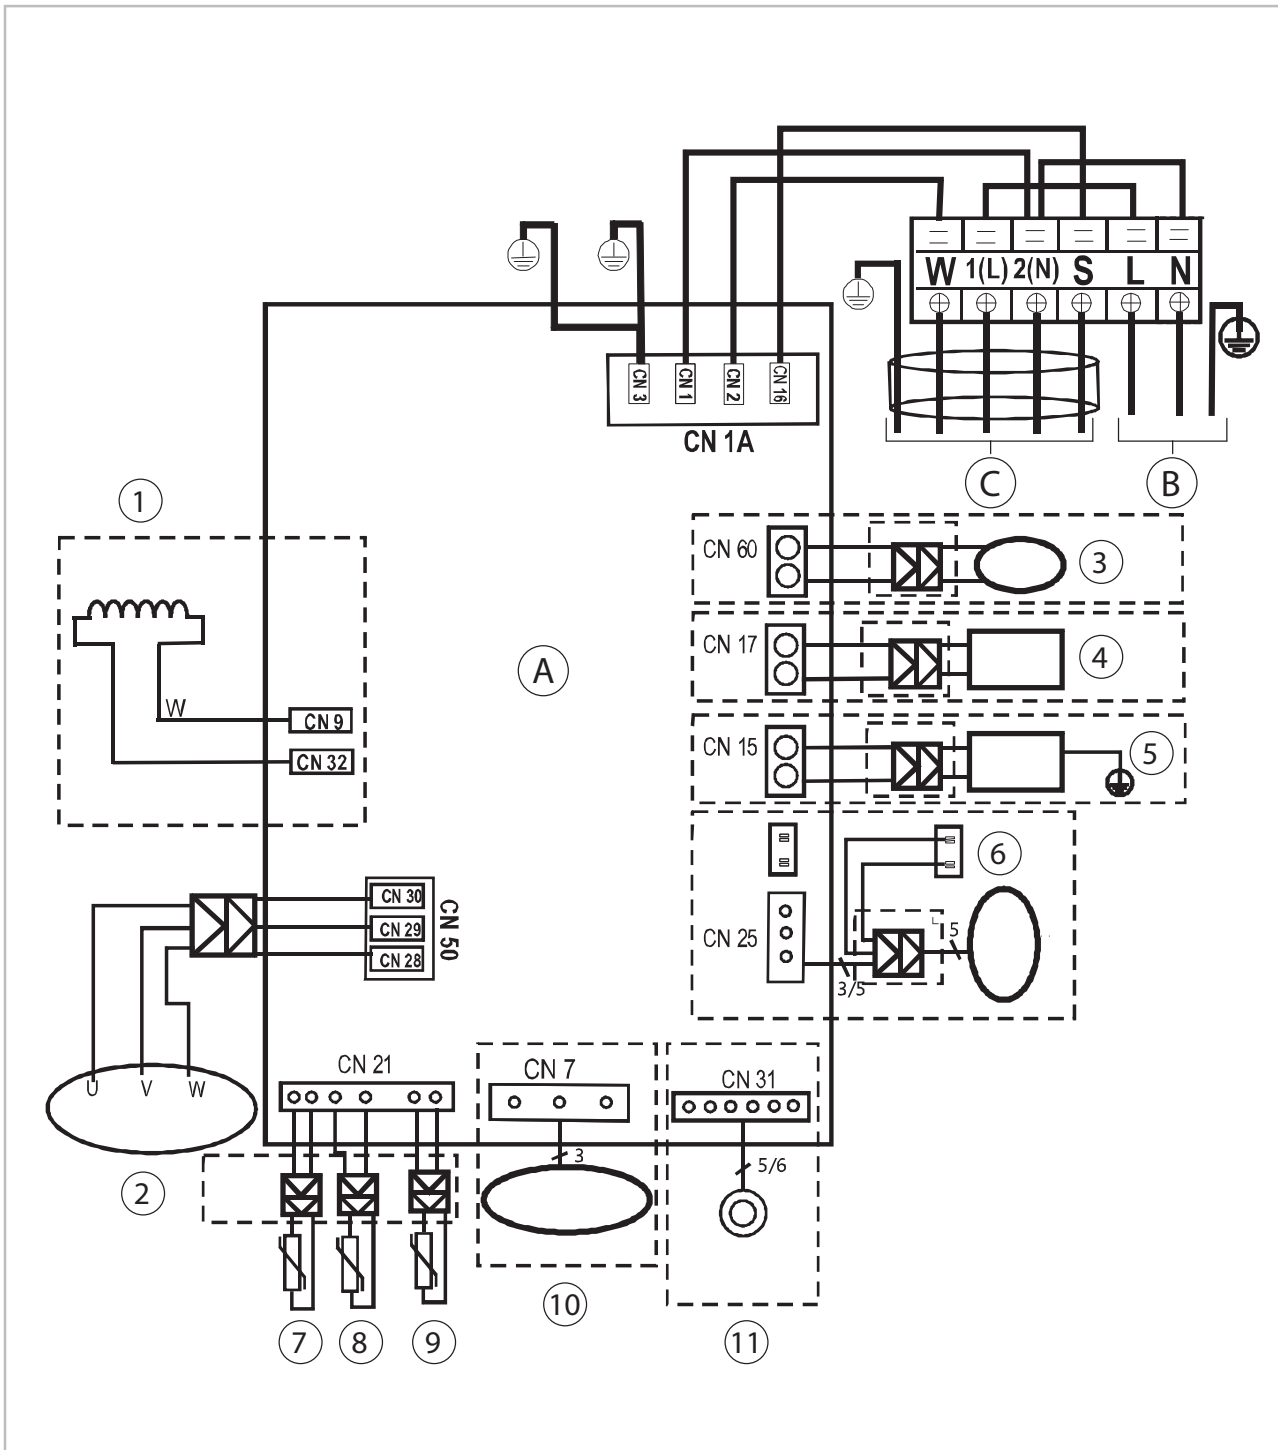 W 1(L) 2(N) S L N
CN 3
CN 1
CN 2
CN 16
CN 1A
C
B
1
CN 60
3
CN 17
4
A
W
CN 9
CN 32
CN 15
5
6
CN 30
CN 29
CN 28
CN 50
CN 25
5
3/5
U V W
2
CN 21
CN 7
CN 31
3
5/6
7
8
9
10
11